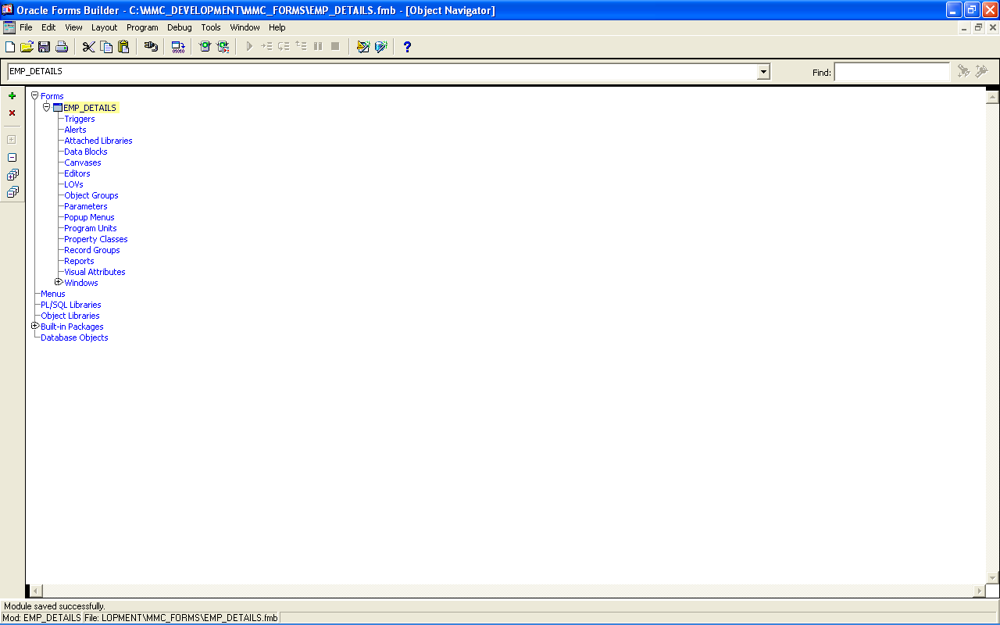 Oracle Forms Builder - C:\MMC_DEVELOPMENT\MMC_FORMS\EMP_DETAILS.fmb - [Object Navigator]
File Edit View Layout Program Debug Tools Window Help
EMP_DETAILS Find:
Forms
EMP_DETAILS
Triggers
Alerts
Attached Libraries
Data Blocks
Canvases
Editors
LOVs
Object Groups
Parameters
Popup Menus
Program Units
Property Classes
Record Groups
Reports
Visual Attributes
Windows
Menus
PL/SQL Libraries
Object Libraries
Built-in Packages
Database Objects
Module saved successfully.
Mod: EMP_DETAILS File: LOPMENT\MMC_FORMS\EMP_DETAILS.fmb